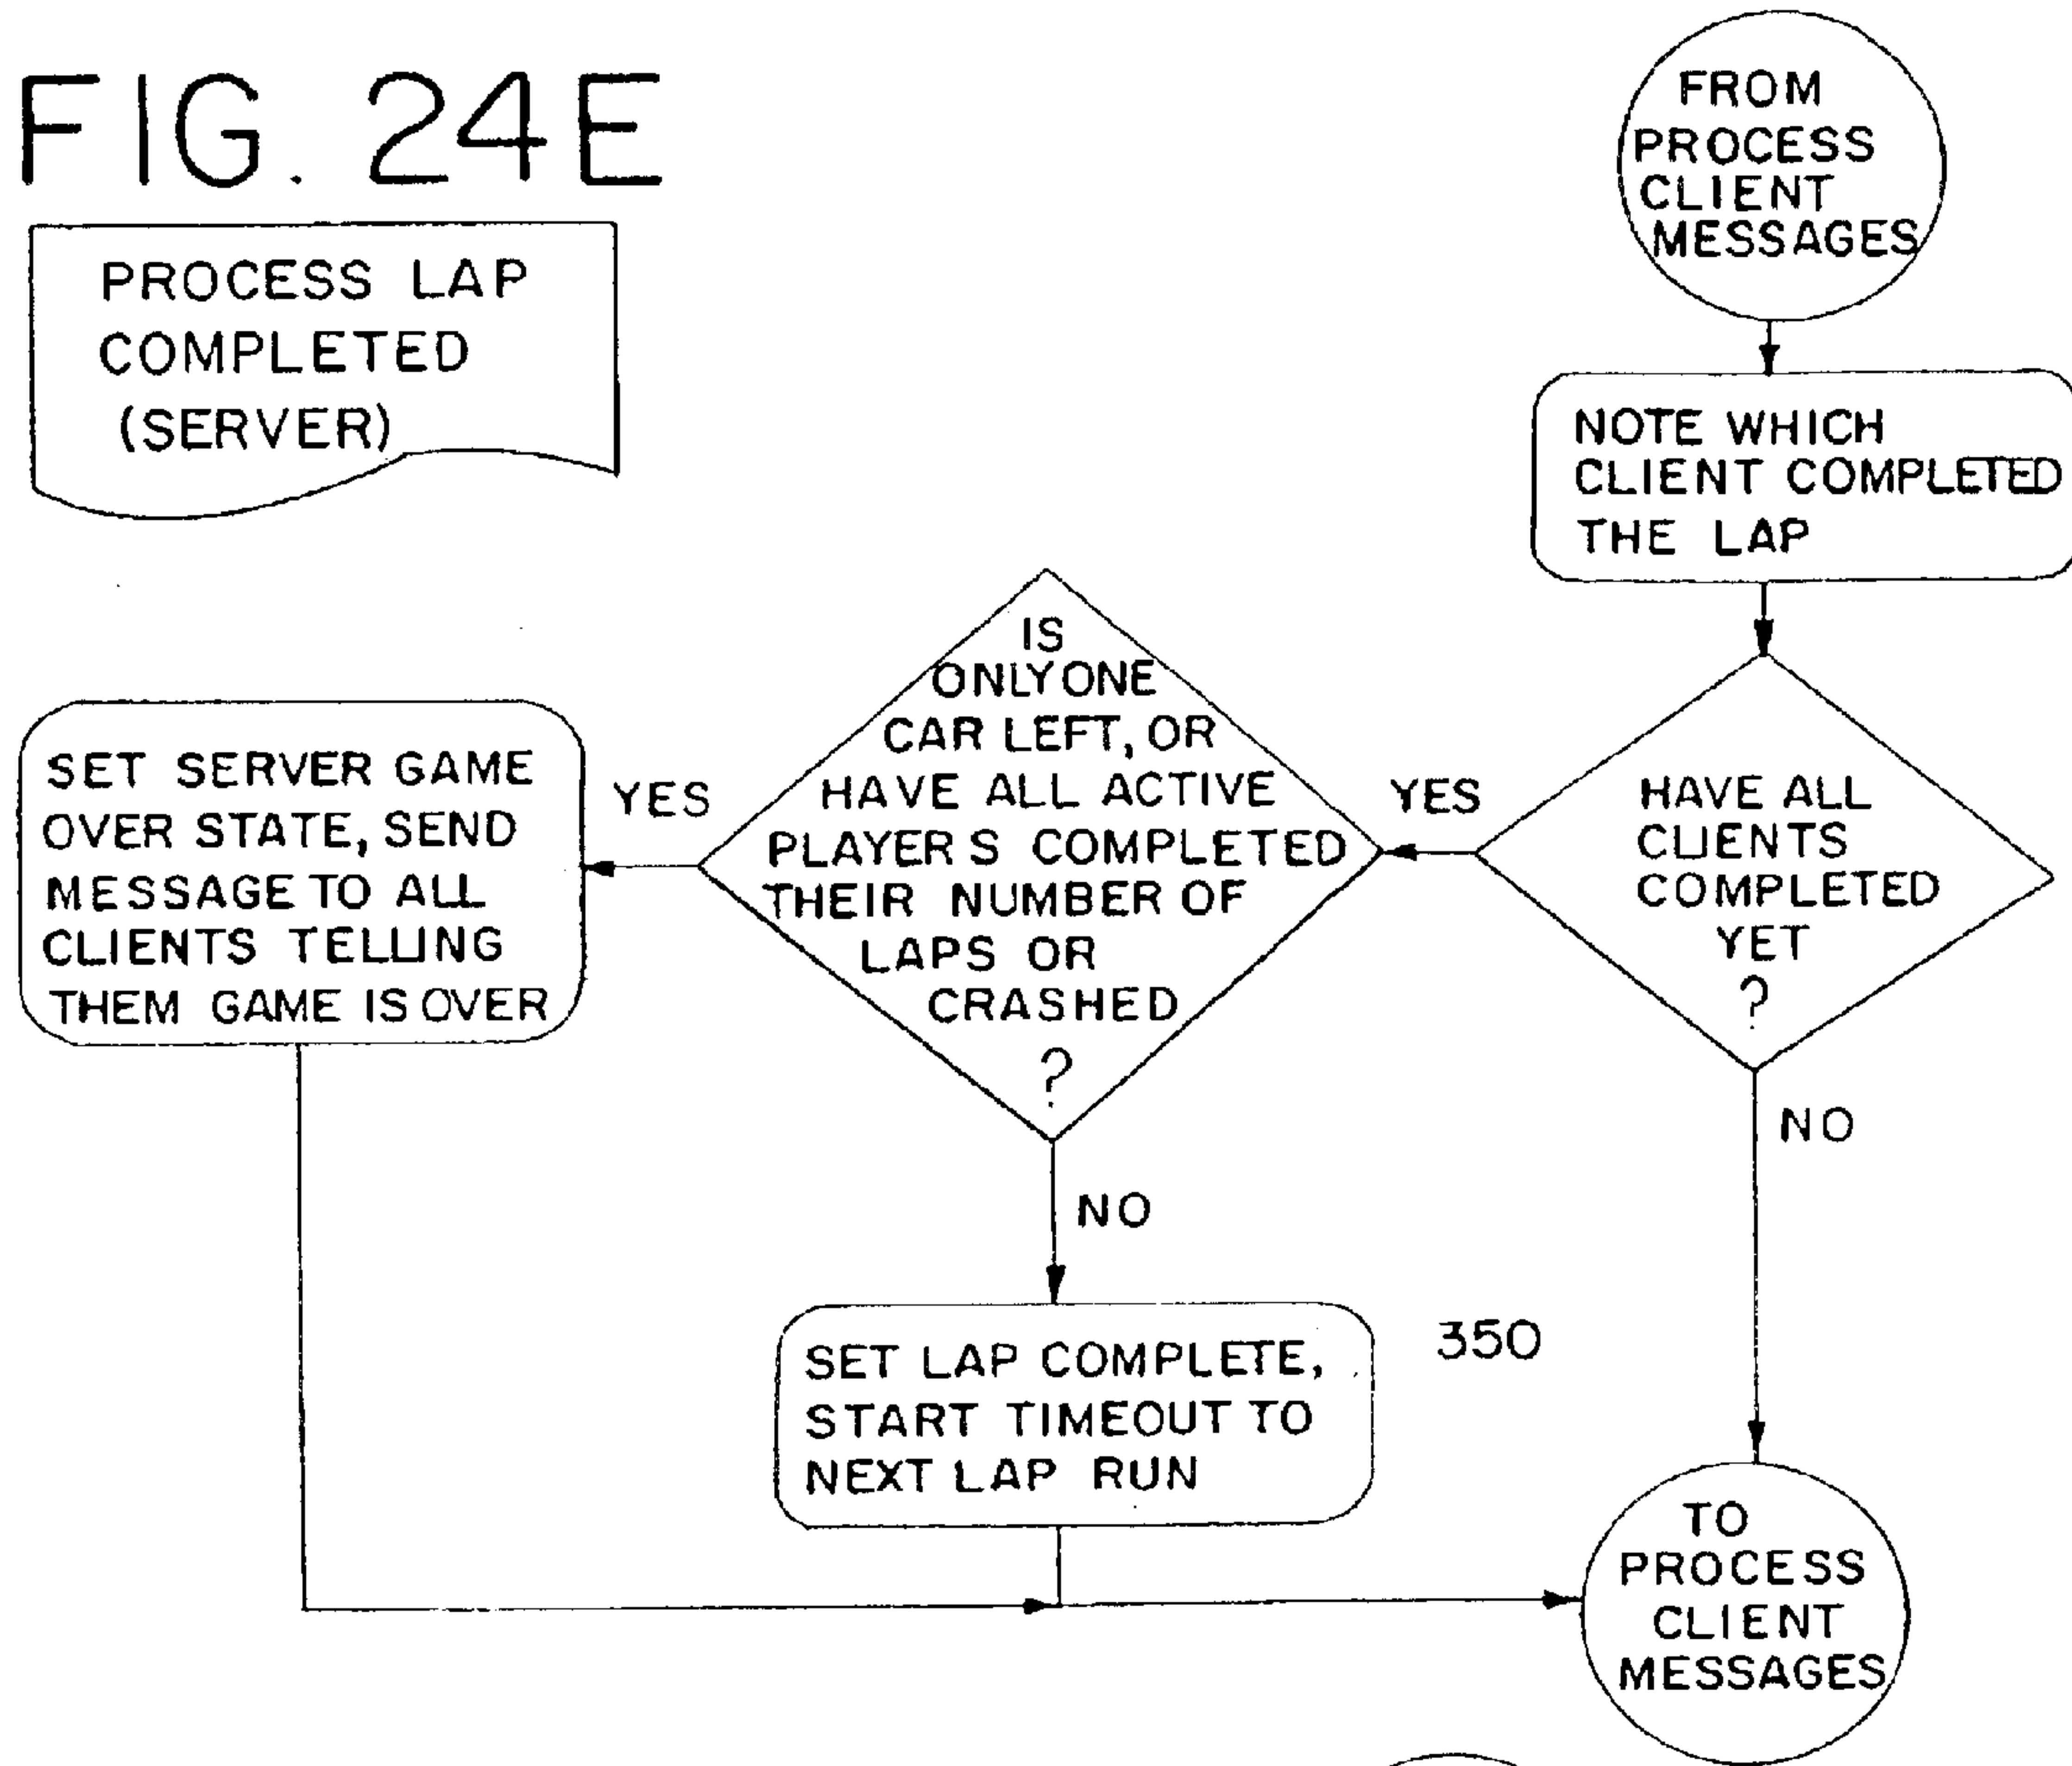 FIG. 24E
PROCESS LAP
COMPLETED
(SERVER)
FROM
PROCESS
CLIENT
MESSAGES
NOTE WHICH
CLIENT COMPLETED
THE LAP
HAVE ALL
CLIENTS
COMPLETED
YET
?
YES
NO
IS
ONLY ONE
CAR LEFT, OR
HAVE ALL ACTIVE
PLAYERS COMPLETED
THEIR NUMBER OF
LAPS OR
CRASHED
?
YES
NO
SET SERVER GAME
OVER STATE, SEND
MESSAGE TO ALL
CLIENTS TELLING
THEM GAME IS OVER
SET LAP COMPLETE,
START TIMEOUT TO
NEXT LAP RUN
350
TO
PROCESS
CLIENT
MESSAGES